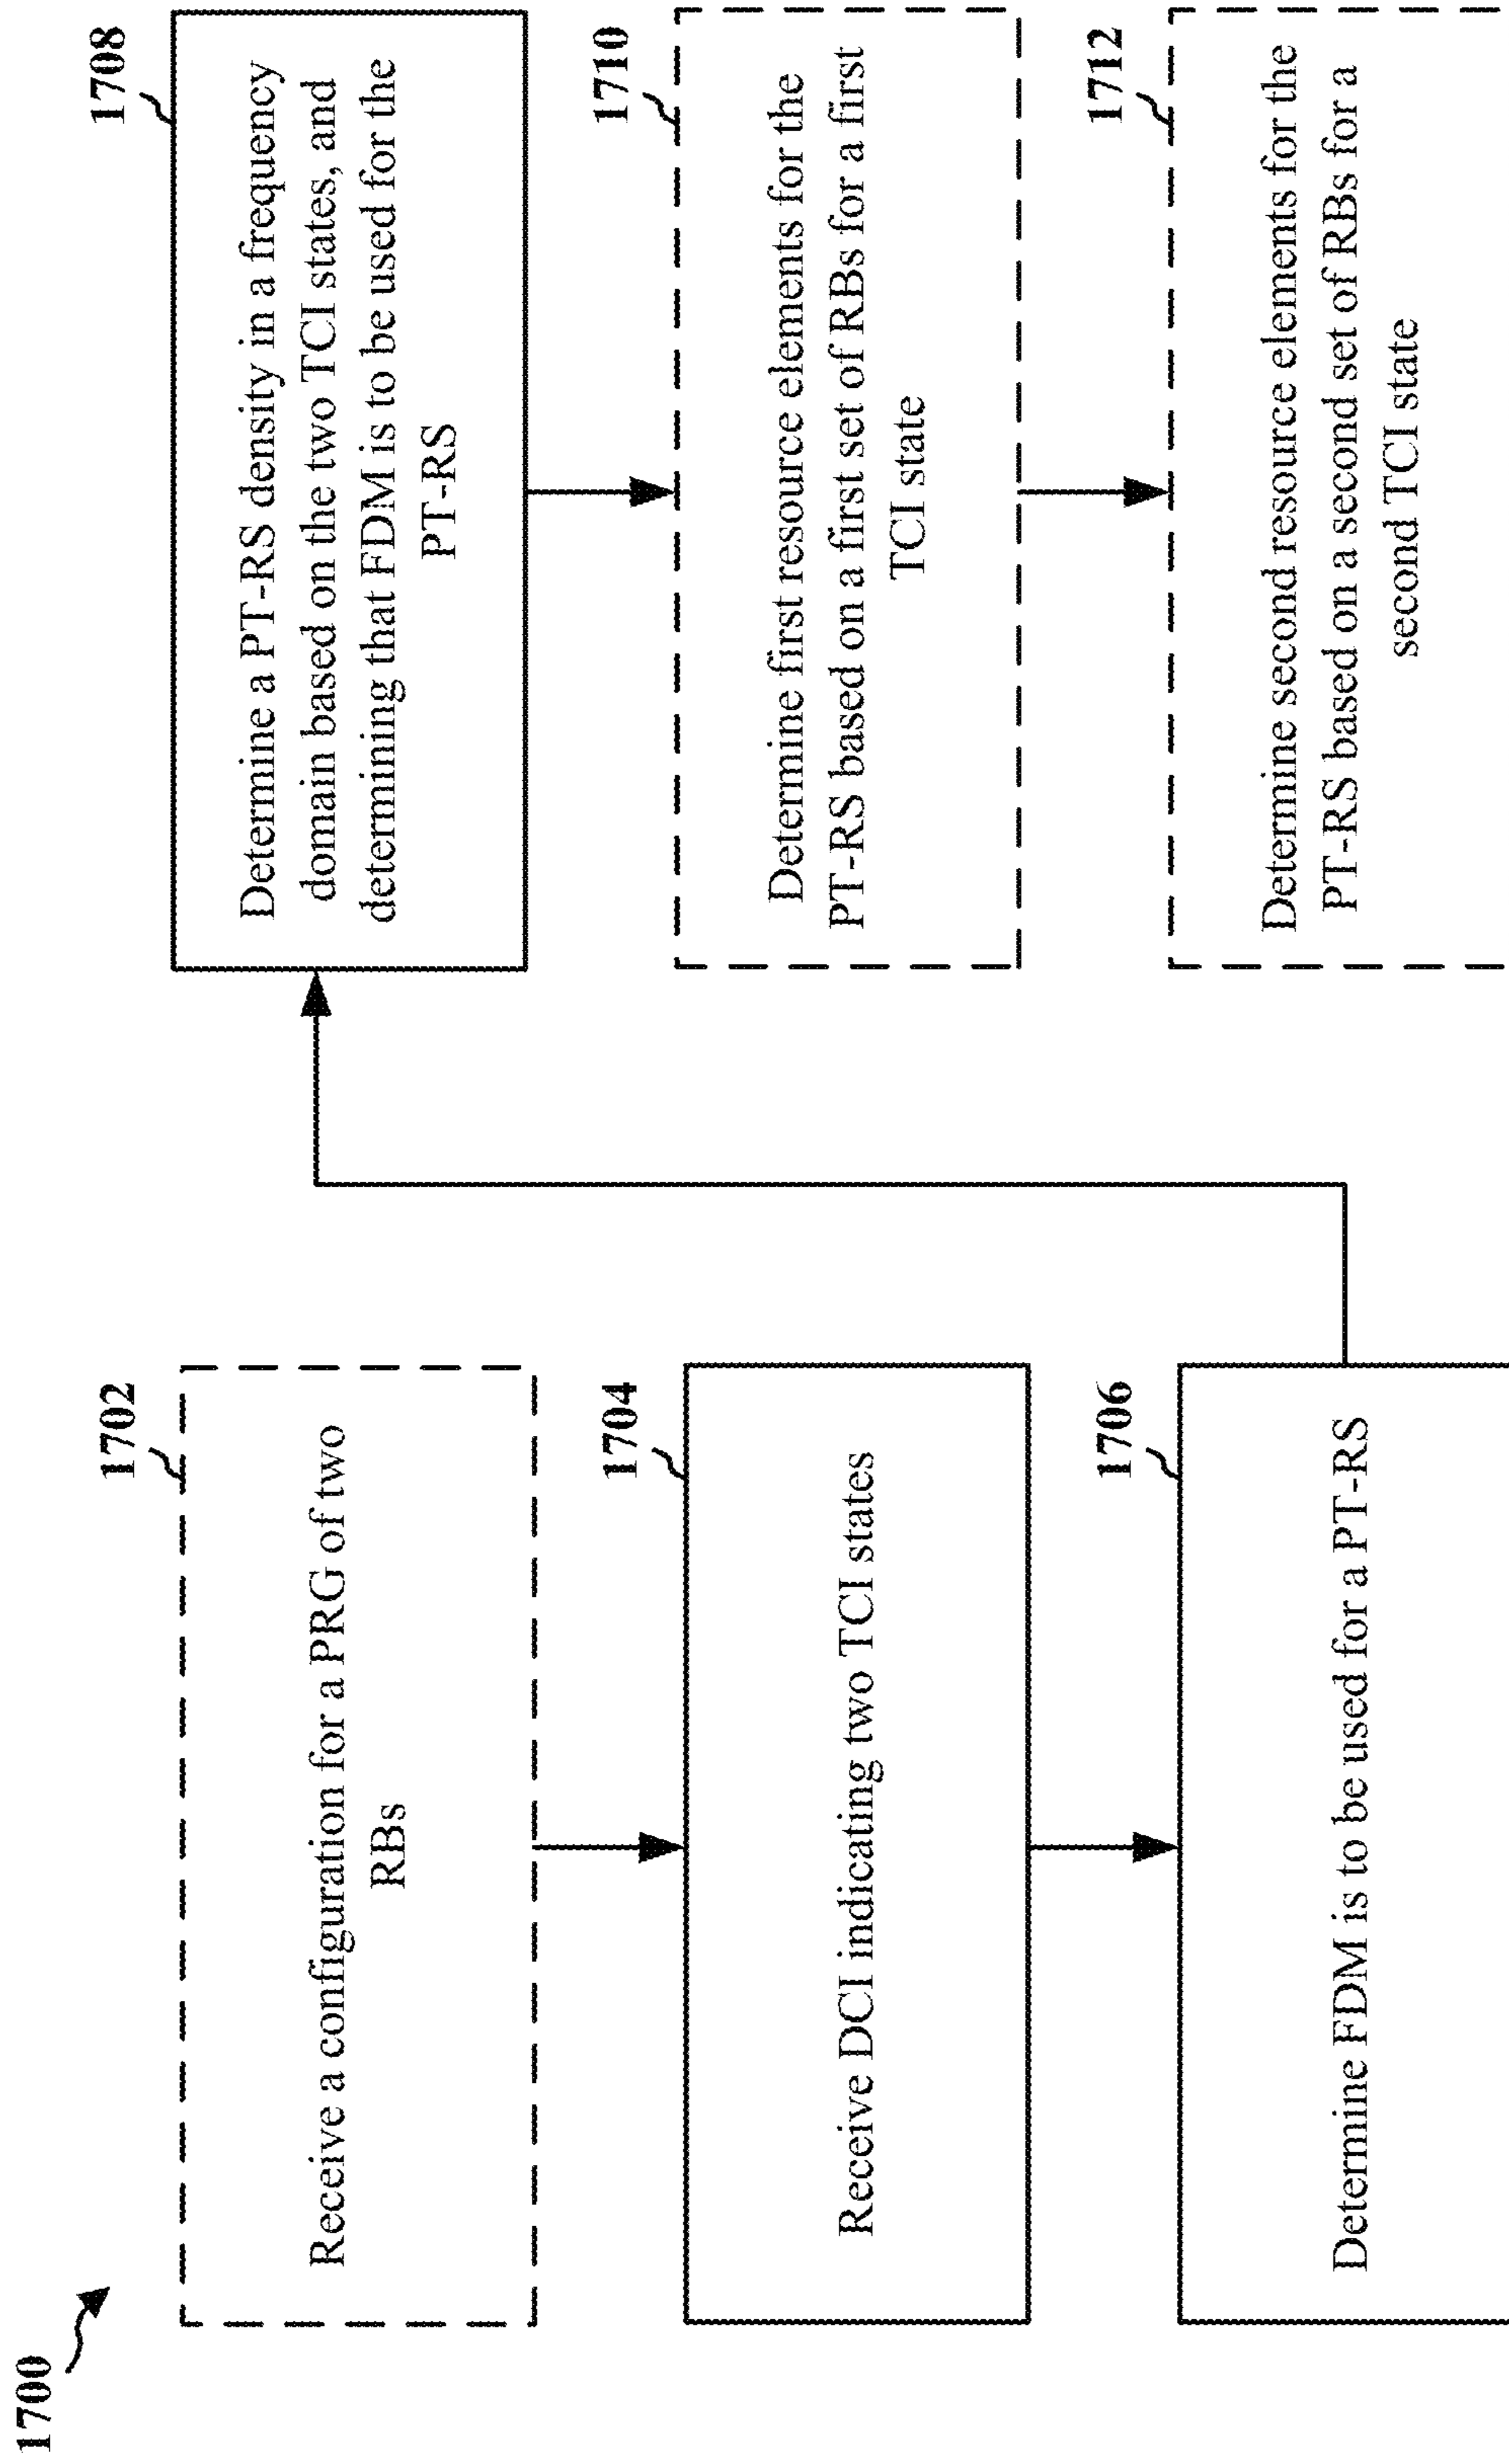 1700
1702
Receive a configuration for a PRG of two
RBs
1704
Receive DCI indicating two TCI states
1706
Determine FDM is to be used for a PT-RS
1708
Determine a PT-RS density in a frequency
domain based on the two TCI states, and
determining that FDM is to be used for the
PT-RS
1710
Determine first resource elements for the
PT-RS based on a first set of RBs for a first
TCI state
1712
Determine second resource elements for the
PT-RS based on a second set of RBs for a
second TCI state